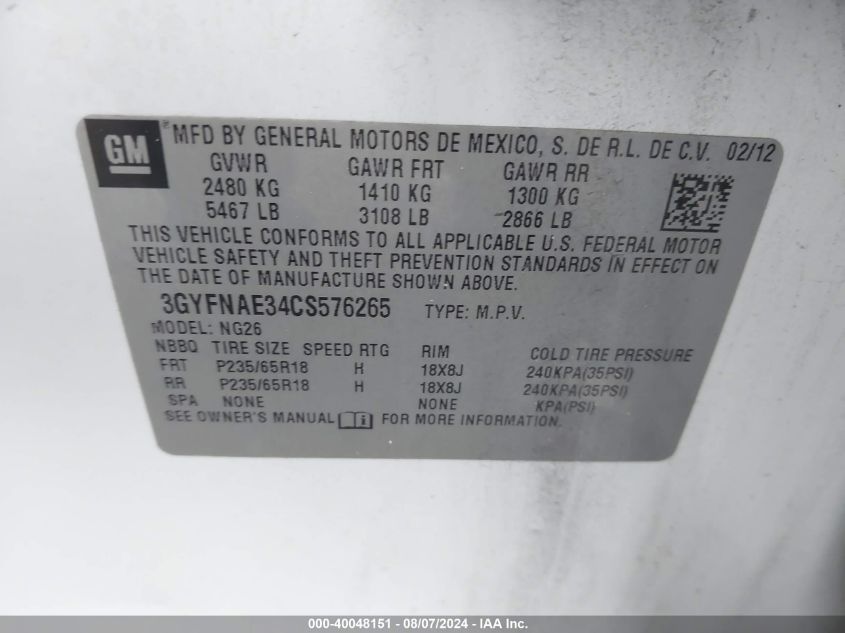 GM ® MFD BY GENERAL MOTORS DE MEXICO, S. DE R.L. DE C.V. 02/12
GVWR GAWR FRT GAWR RR
2480 KG 1410 KG 1300 KG
5467 LB 3108 LB 2866 LB
THIS VEHICLE CONFORMS TO ALL APPLICABLE U.S. FEDERAL MOTOR
VEHICLE SAFETY AND THEFT PREVENTION STANDARDS IN EFFECT ON
THE DATE OF MANUFACTURE SHOWN ABOVE.
3GYFNAE34CS576265 TYPE: M.P.V.
MODEL: NG26
NBBQ TIRE SIZE SPEED RTG RIM COLD TIRE PRESSURE
FRT P235/65R18 H 18X8J 240KPA(35PSI)
RR P235/65R18 H 18X8J 240KPA(35PSI)
SPA NONE NONE KPA(PSI)
SEE OWNER'S MANUAL FOR MORE INFORMATION.
000-40048151 - 08/07/2024 - IAA Inc.